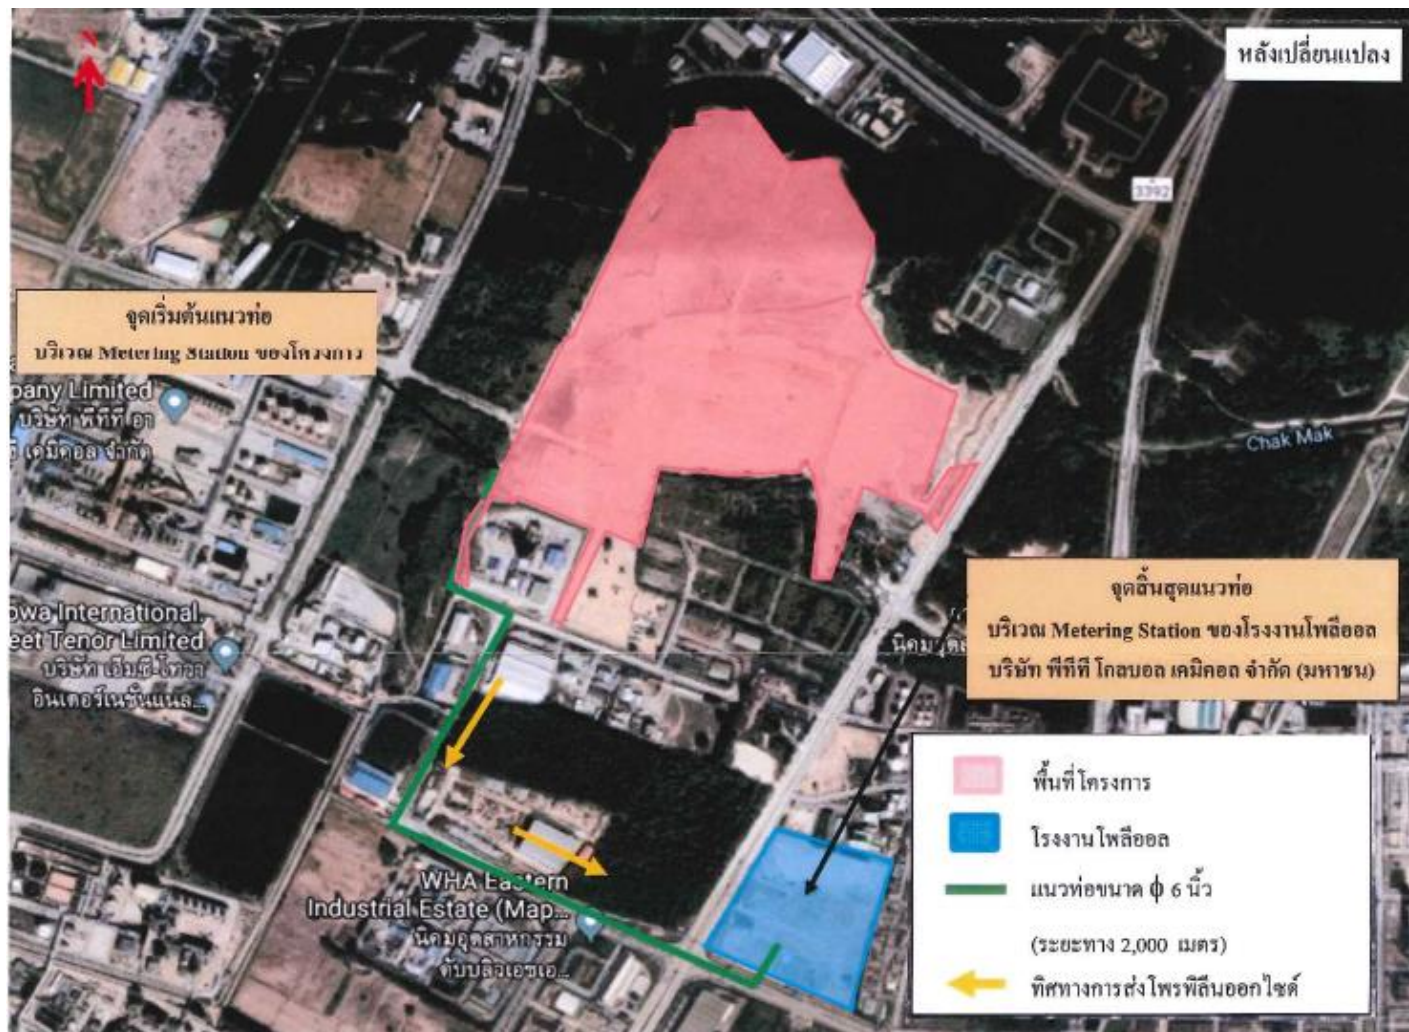 N
หลังเปลี่ยนแปลง
3392
จุดเริ่มต้นแนวท่อ
บริเวณ Metering Station ของโครงการ
pany Limited
บริษัท พีทีที อา
เคมิคอล จำกัด
Chak Mak
จุดสิ้นสุดแนวท่อ
บริเวณ Metering Station ของโรงงานโพลีออล
บริษัท พีทีที โกลบอล เคมิคอล จำกัด (มหาชน)
owa International.
eet Tenor Limited
บริษัท เอ็มซี-โทวา
อินเตอร์เนชั่นแนล...
WHA Eastern
Industrial Estate (Map...
นิคมอุตสาหกรรม
ดับบลิวเอชเอ...
พื้นที่โครงการ
โรงงานโพลีออล
แนวท่อขนาด ϕ 6 นิ้ว
(ระยะทาง 2,000 เมตร)
ทิศทางการส่งโพรพิลีนออกไซด์